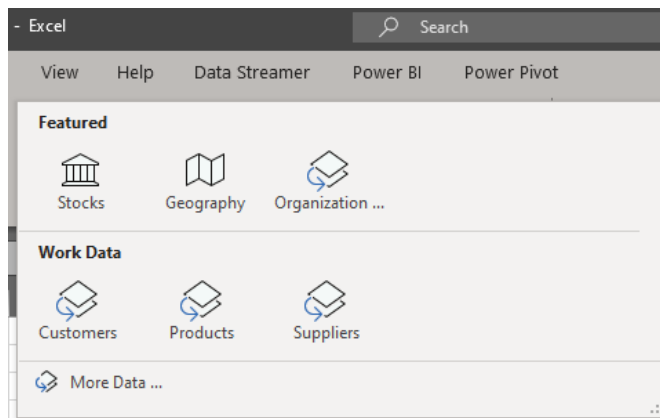 - Excel
Search
View Help Data Streamer Power BI Power Pivot
Featured
Stocks Geography Organization ...
Work Data
Customers Products Suppliers
More Data ...